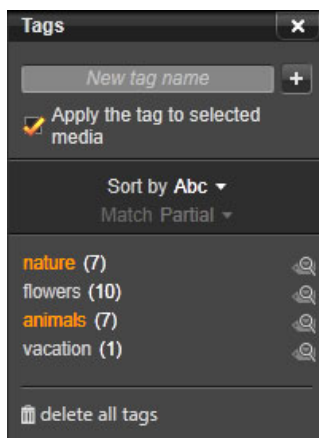 Tags
New tag name
Apply the tag to selected
media
Sort by Abc
Match Partial
nature (7)
flowers (10)
animals (7)
vacation (1)
delete all tags